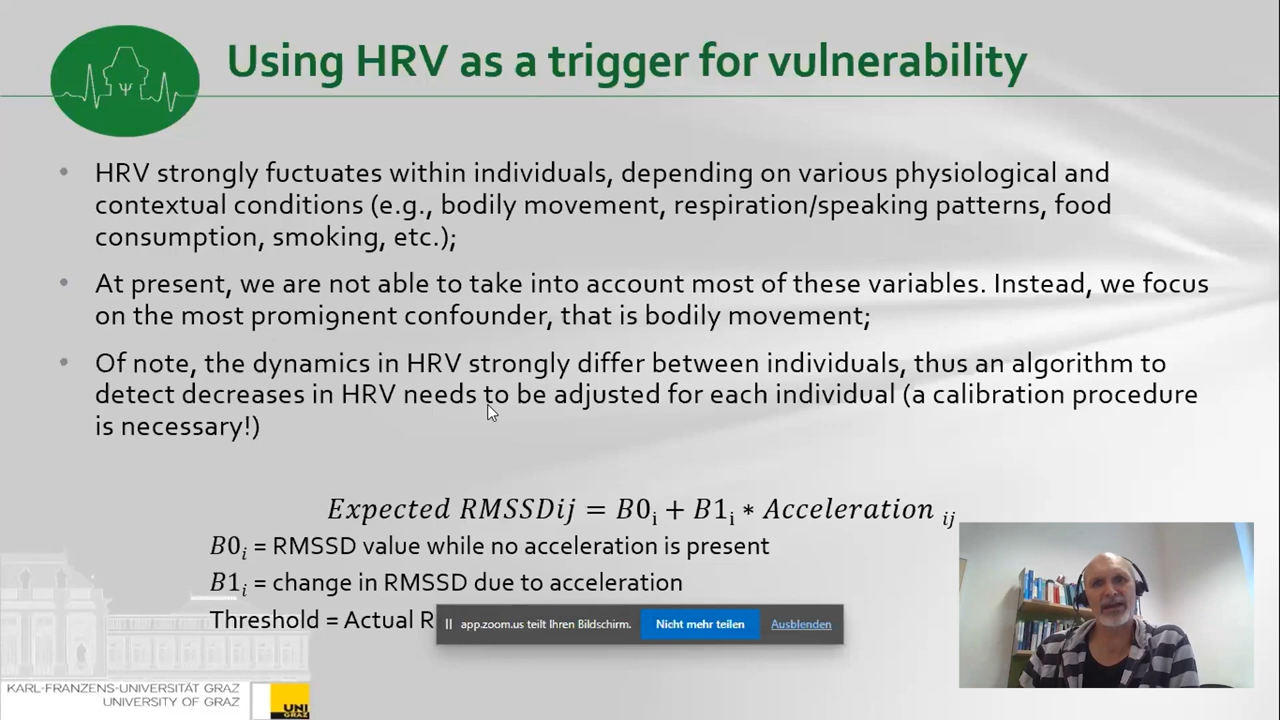 Using HRV as a trigger for vulnerability
• HRV strongly fuctuates within individuals, depending on various physiological and
contextual conditions (e.g., bodily movement, respiration/speaking patterns, food
consumption, smoking, etc.);
• At present, we are not able to take into account most of these variables. Instead, we focus
on the most promignent confounder, that is bodily movement;
• Of note, the dynamics in HRV strongly differ between individuals, thus an algorithm to
detect decreases in HRV needs to be adjusted for each individual (a calibration procedure
is necessary!)
Expected RMSSDij = B0i + B1i * Acceleration ij
B0i = RMSSD value while no acceleration is present
B1i = change in RMSSD due to acceleration
Threshold = Actual R
app.zoom.us teilt Ihren Bildschirm. Nicht mehr teilen Ausblenden
KARL-FRANZENS-UNIVERSITÄT GRAZ
UNIVERSITY OF GRAZ
UNI
GRAZ